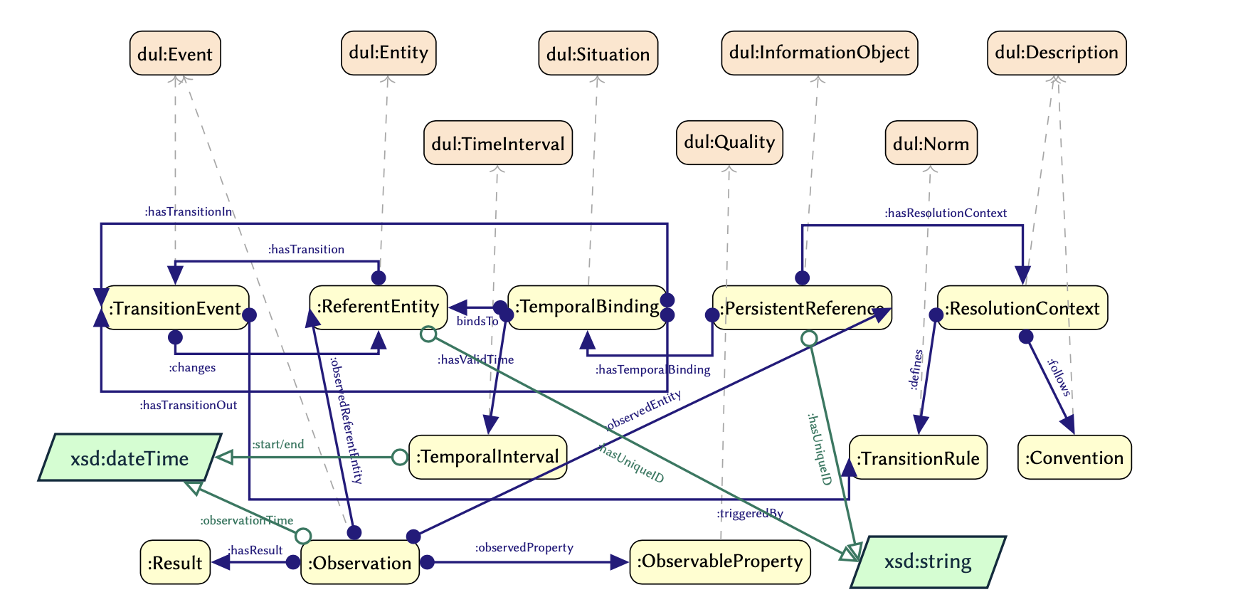 dul:Event
dul:Entity
dul:Situation
dul:InformationObject
dul:Description
dul:TimeInterval
dul:Quality
dul:Norm
:hasTransitionIn
:hasResolutionContext
:hasTransition
:TransitionEvent
:ReferentEntity
:TemporalBinding
:PersistentReference
:ResolutionContext
bindsTo
:changes
:hasValidTime
:hasTemporalBinding
:defines
:follows
:observedReferentEntity
:hasTransitionOut
:observedEntity
:hasUniqueID
:hasUniqueID
:start/end
xsd:dateTime
:TemporalInterval
:TransitionRule
:Convention
:observationTime
:triggeredBy
:hasResult
:observedProperty
:Result
:Observation
:ObservableProperty
xsd:string